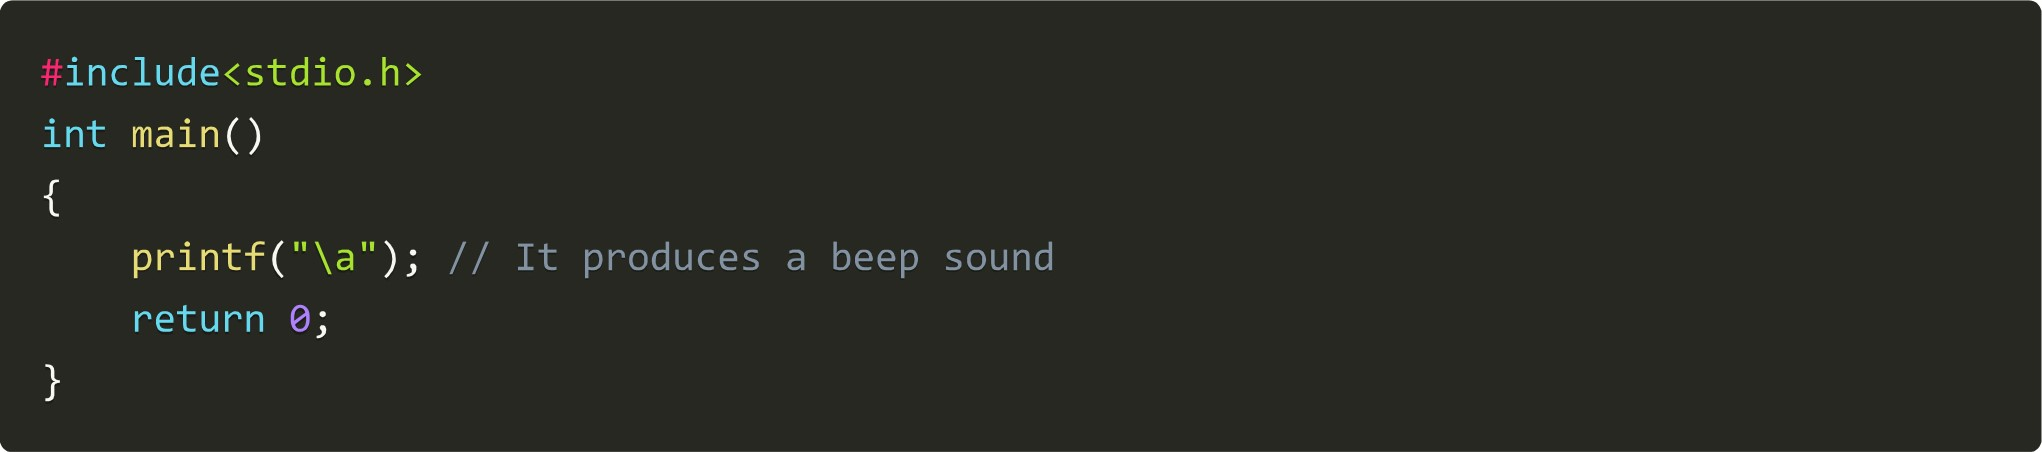 #include<stdio.h>
int main()
{
    printf("\a"); // It produces a beep sound
    return 0;
}